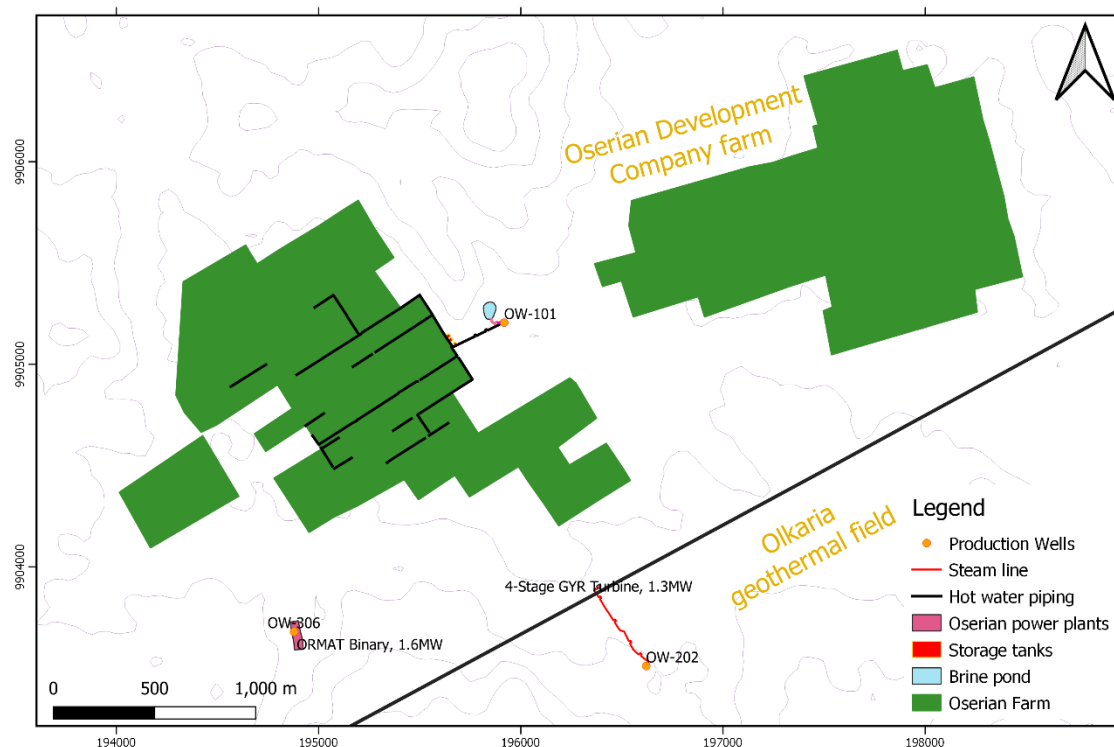 Oserian Development
Company farm
9906000
OW-101
9905000
Olkaria
geothermal field
9904000
4-Stage GYR Turbine, 1.3MW
OW-306
ORMAT Binary, 1.6MW
OW-202
0 500 1,000 m
Legend
Production Wells
Steam line
Hot water piping
Oserian power plants
Storage tanks
Brine pond
Oserian Farm
194000 195000 196000 197000 198000